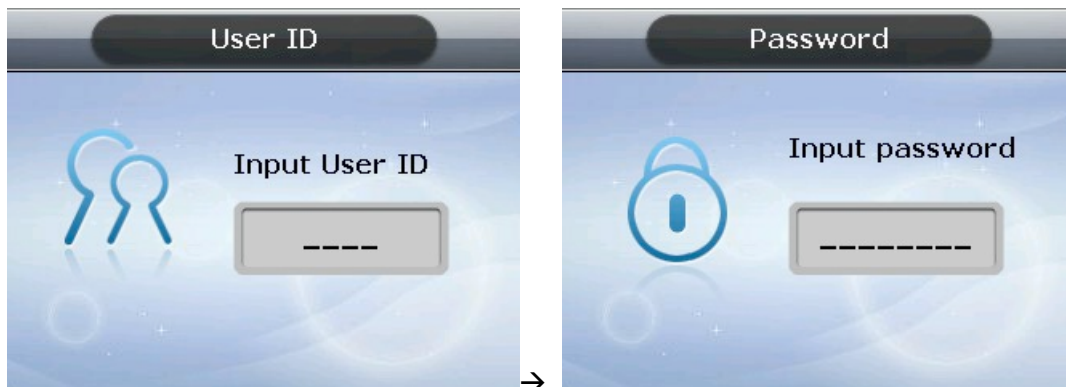 User ID
Input User ID
----
→
Password
Input password
--------